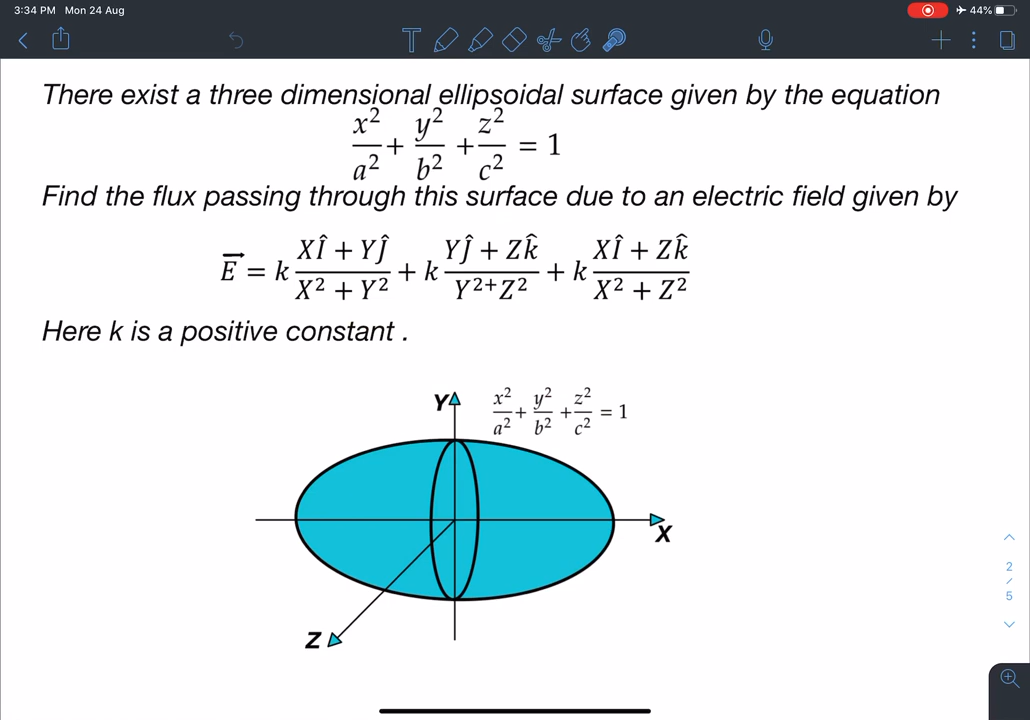 3:34 PM Mon 24 Aug 44%
There exist a three dimensional ellipsoidal surface given by the equation
x²/a² + y²/b² + z²/c² = 1
Find the flux passing through this surface due to an electric field given by
E⃗ = k (XÎ + YĴ)/(X² + Y²) + k (YĴ + Zk̂)/(Y²⁺Z²) + k (XÎ + Zk̂)/(X² + Z²)
Here k is a positive constant .
Y x²/a² + y²/b² + z²/c² = 1
X
Z
2
/
5